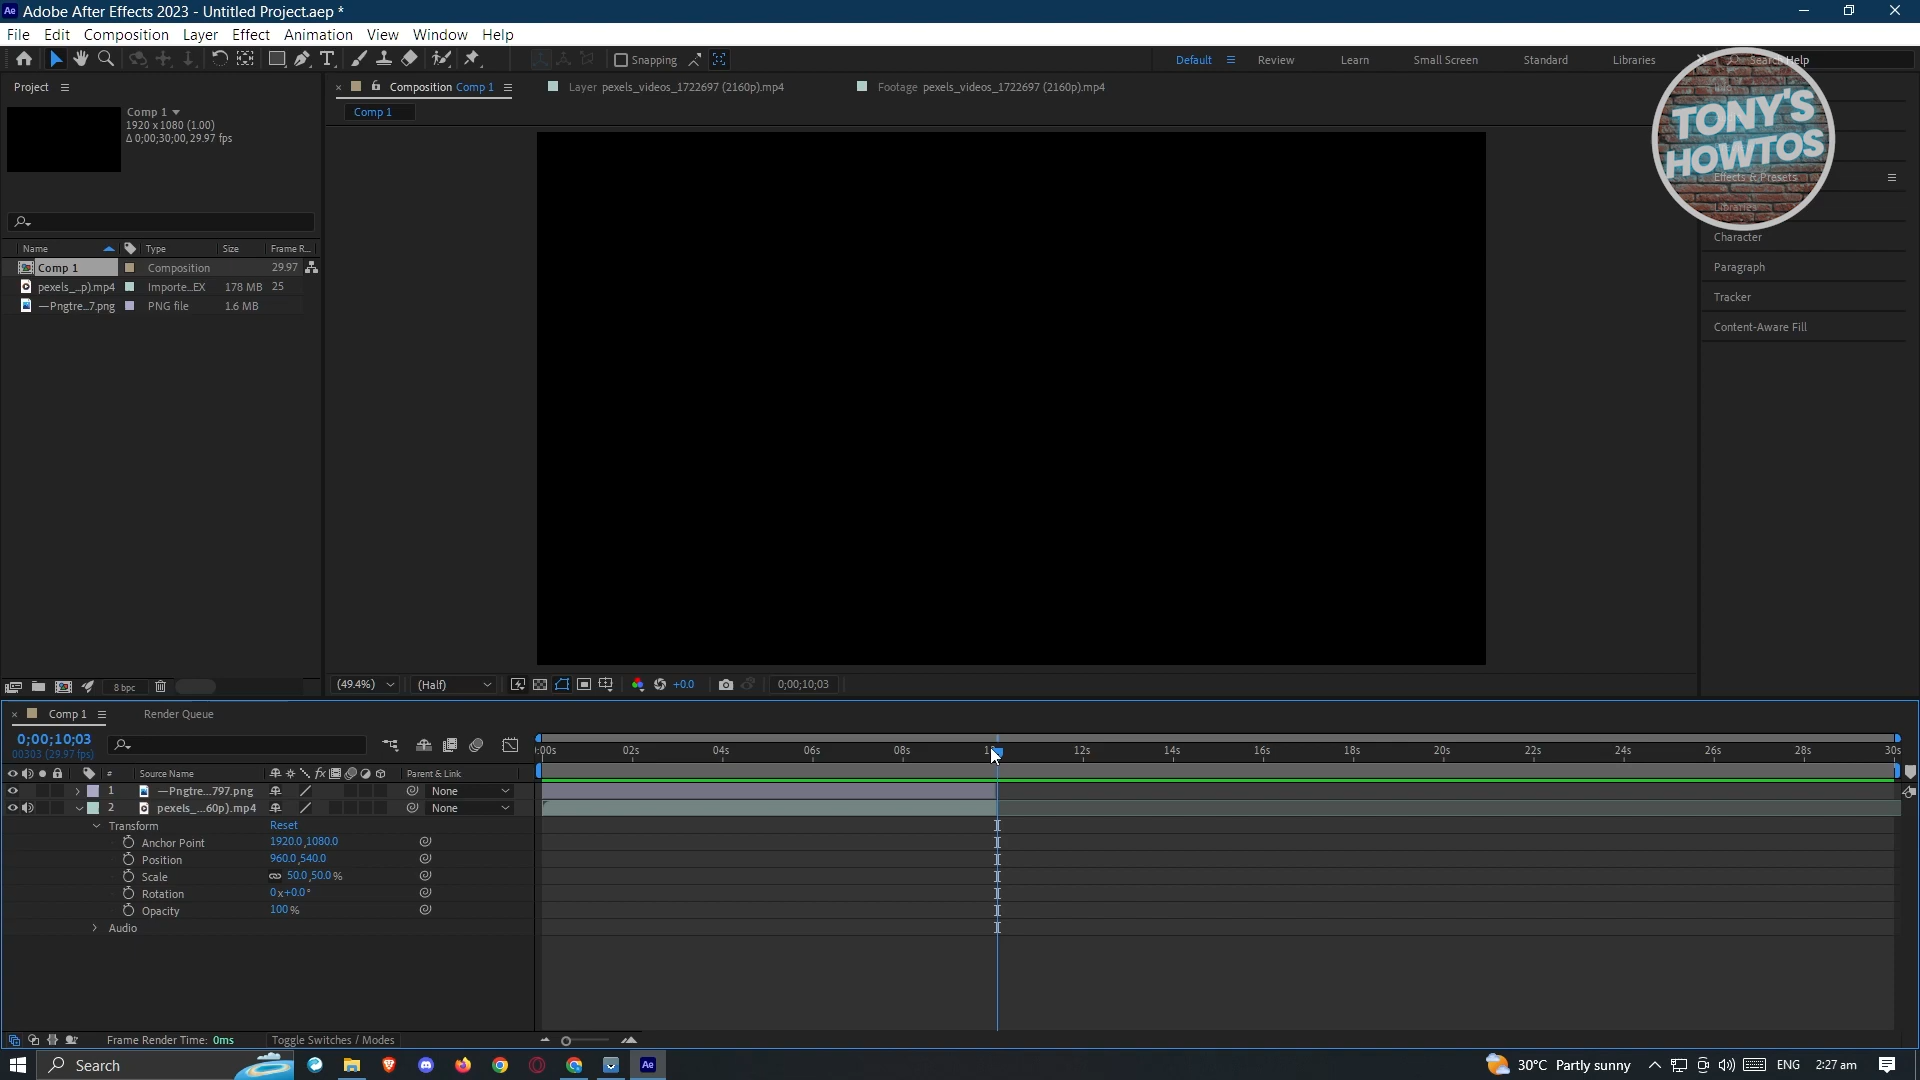 Ae Adobe After Effects 2023 - Untitled Project.aep *
File Edit Composition Layer Effect Animation View Window Help
Snapping Default Review Learn Small Screen Standard Libraries Search Help
Project
Composition Comp 1
Layer pexels_videos_1722697 (2160p).mp4
Footage pexels_videos_1722697 (2160p).mp4
Comp 1
1920 x 1080 (1.00)
Δ 0;00;30;00, 29.97 fps
Comp 1
TONY'S
HOWTOS
Effects & Presets
Libraries
Character
Paragraph
Tracker
Content-Aware Fill
Name Type Size Frame R...
Comp 1 Composition 29.97
pexels_...p).mp4 Importe...EX 178 MB 25
—Pngtre...7.png PNG file 1.6 MB
8 bpc
(49.4%) (Half) +0.0 0;00;10;03
Comp 1 Render Queue
0;00;10;03
00303 (29.97 fps)
:00s 02s 04s 06s 08s 12s 14s 16s 18s 20s 22s 24s 26s 28s 30s
# Source Name fx Parent & Link
1 —Pngtre...797.png None
2 pexels_...60p).mp4 None
Transform Reset
Anchor Point 1920.0,1080.0
Position 960.0,540.0
Scale 50.0,50.0%
Rotation 0x+0.0°
Opacity 100%
Audio
Frame Render Time: 0ms Toggle Switches / Modes
Search Ae 30°C Partly sunny ENG 2:27 am